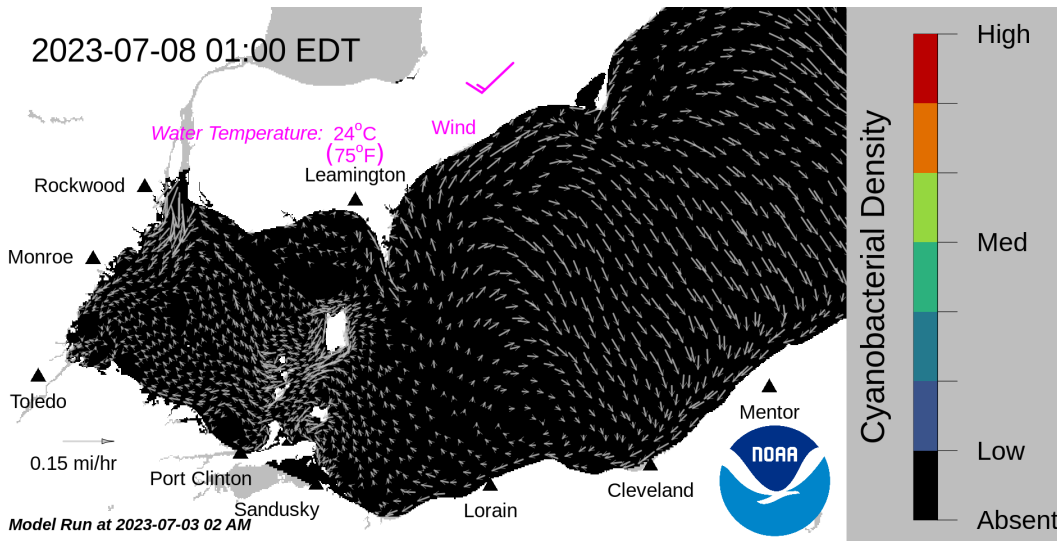 2023-07-08 01:00 EDT
Water Temperature: 24°C
(75°F)
Wind
Leamington
Rockwood
Monroe
Toledo
0.15 mi/hr
Port Clinton
Sandusky
Lorain
Cleveland
Mentor
NOAA
Model Run at 2023-07-03 02 AM
Cyanobacterial Density
High
Med
Low
Absent